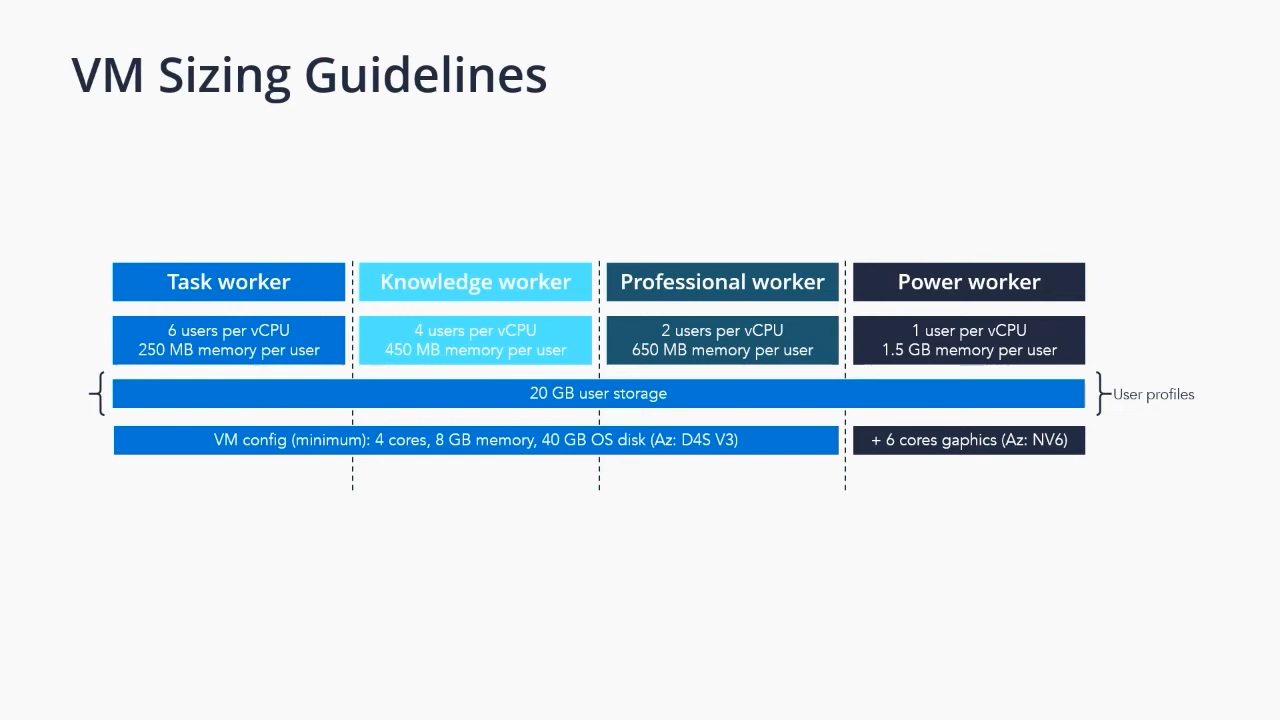 VM Sizing Guidelines
Task worker
Knowledge worker
Professional worker
Power worker
6 users per vCPU
250 MB memory per user
4 users per vCPU
450 MB memory per user
2 users per vCPU
650 MB memory per user
1 user per vCPU
1.5 GB memory per user
20 GB user storage
User profiles
VM config (minimum): 4 cores, 8 GB memory, 40 GB OS disk (Az: D4S V3)
+ 6 cores gaphics (Az: NV6)